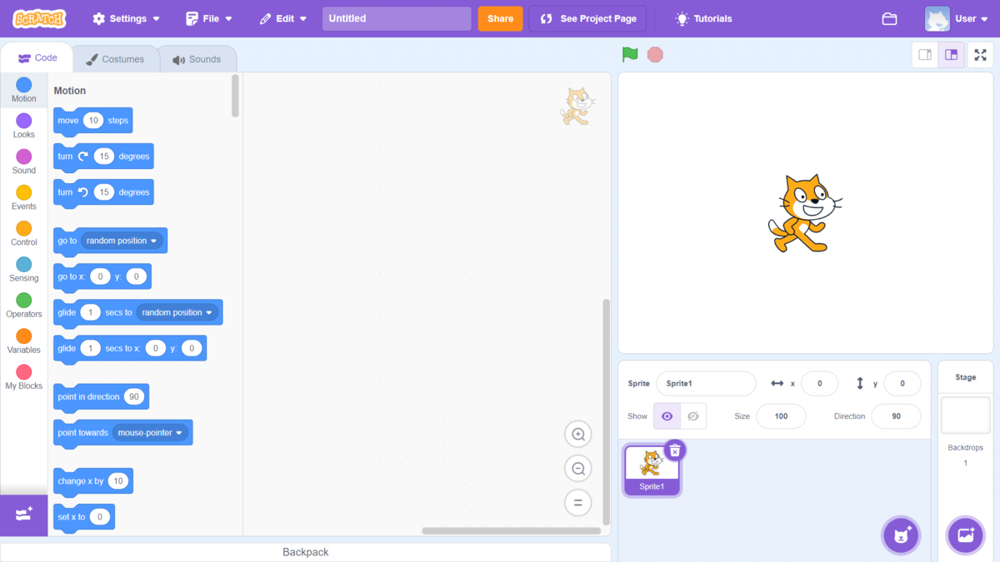 SCRATCH Settings File Edit Untitled Share See Project Page Tutorials User
Code Costumes Sounds
Motion
Looks
Sound
Events
Control
Sensing
Operators
Variables
My Blocks
Motion
move 10 steps
turn 15 degrees
turn 15 degrees
go to random position
go to x: 0 y: 0
glide 1 secs to random position
glide 1 secs to x: 0 y: 0
point in direction 90
point towards mouse-pointer
change x by 10
set x to 0
Backpack
Sprite Sprite1 x 0 y 0
Show Size 100 Direction 90
Sprite1
Stage
Backdrops
1